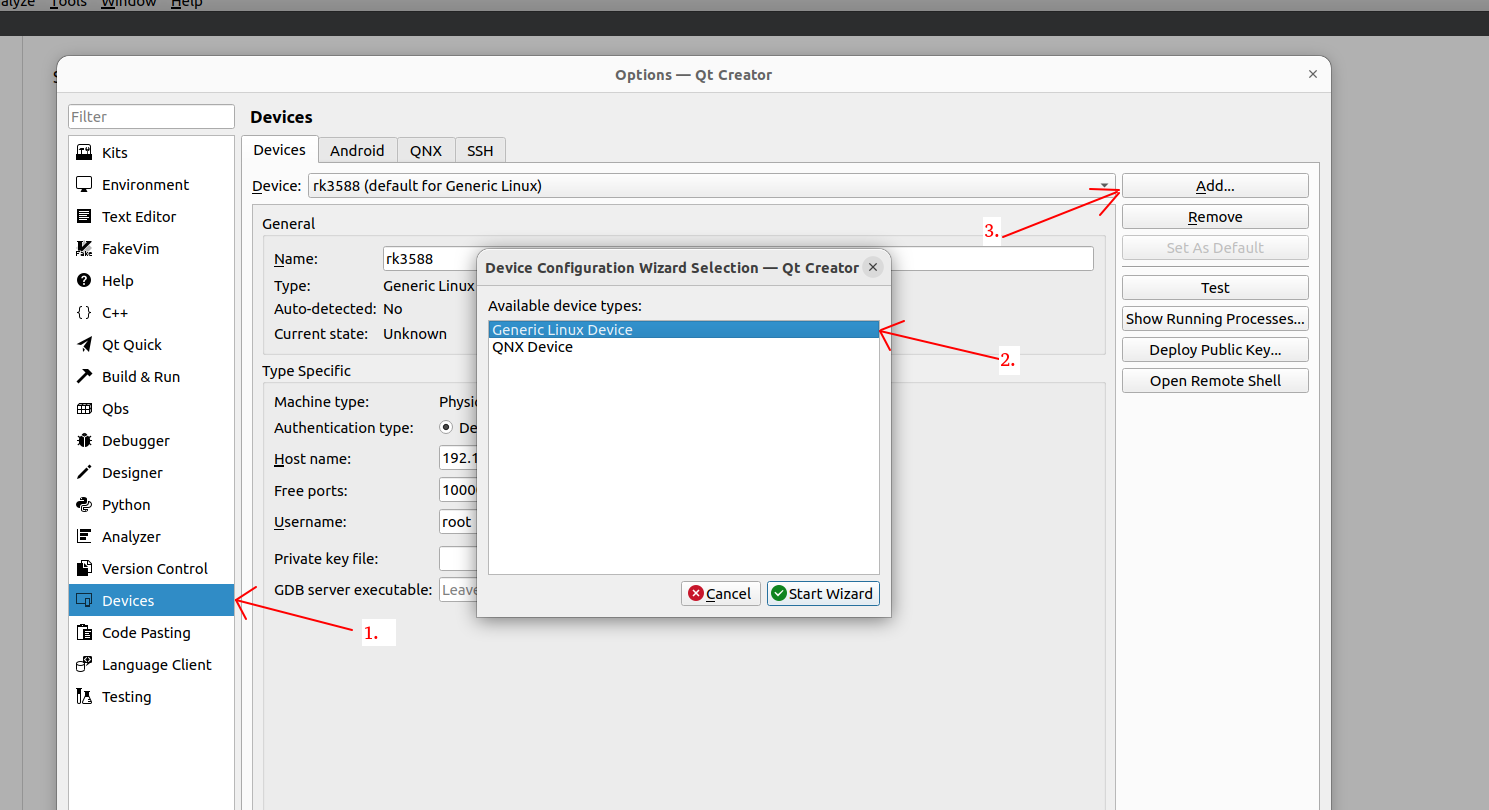 alyze Tools Window Help
Options — Qt Creator
Filter
Kits
Environment
Text Editor
FakeVim
Help
C++
Qt Quick
Build & Run
Qbs
Debugger
Designer
Python
Analyzer
Version Control
Devices
Code Pasting
Language Client
Testing
1.
Devices
Devices Android QNX SSH
Device: rk3588 (default for Generic Linux)
General
Name: rk3588
Type: Generic Linux
Auto-detected: No
Current state: Unknown
Type Specific
Machine type: Physic
Authentication type: De
Host name: 192.1
Free ports: 1000
Username: root
Private key file:
GDB server executable: Leave
Device Configuration Wizard Selection — Qt Creator
Available device types:
Generic Linux Device
QNX Device
Cancel Start Wizard
2.
3.
Add...
Remove
Set As Default
Test
Show Running Processes...
Deploy Public Key...
Open Remote Shell